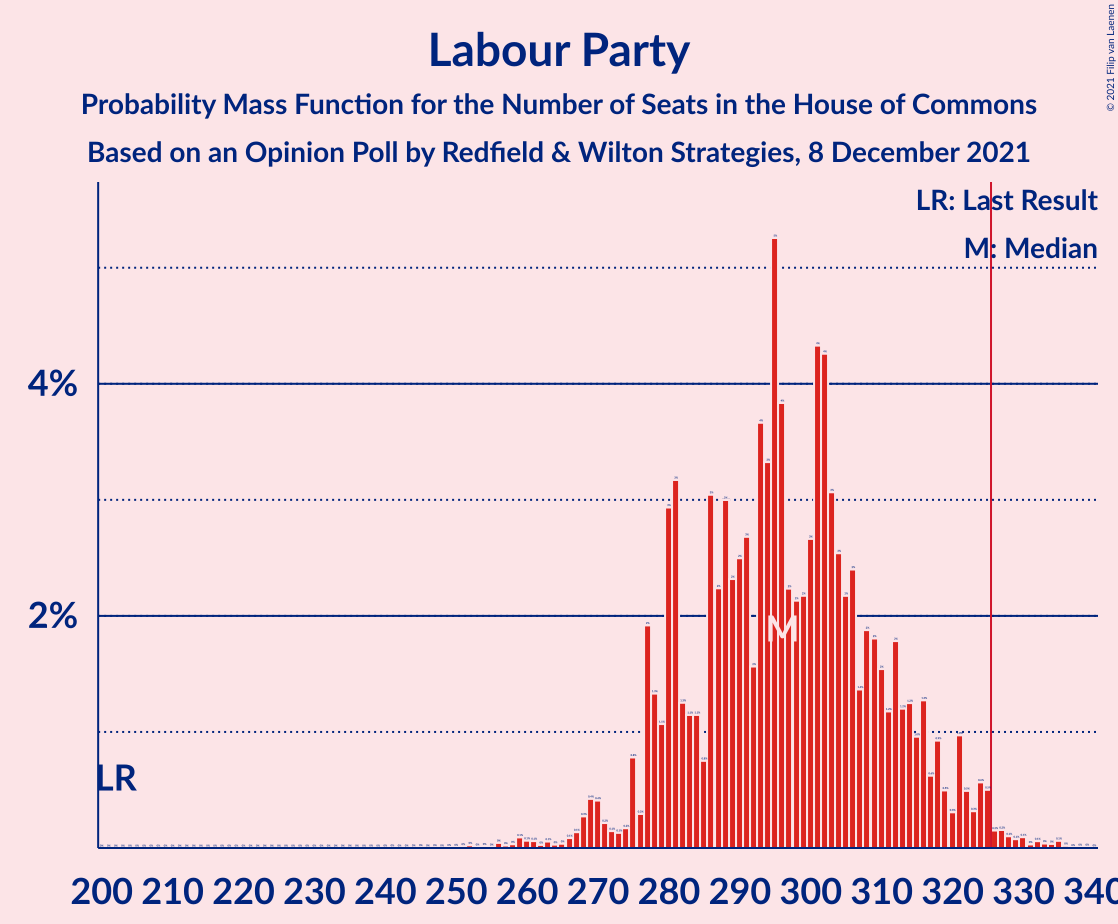 Labour Party
Probability Mass Function for the Number of Seats in the House of Commons
Based on an Opinion Poll by Redfield & Wilton Strategies, 8 December 2021
© 2021 Filip van Laenen
LR: Last Result
M: Median
4%
2%
M
LR
200 210 220 230 240 250 260 270 280 290 300 310 320 330 340